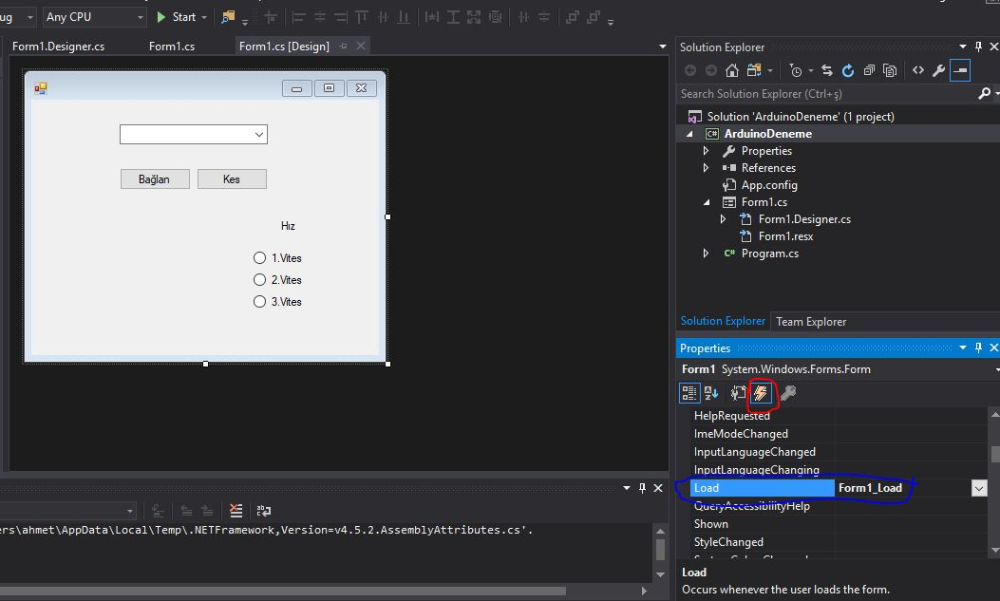 ug
Any CPU
Start
Form1.Designer.cs
Form1.cs
Form1.cs [Design]
Bağlan
Kes
Hız
1.Vites
2.Vites
3.Vites
ers\ahmet\AppData\Local\Temp\.NETFramework,Version=v4.5.2.AssemblyAttributes.cs'.
Solution Explorer
Search Solution Explorer (Ctrl+ş)
Solution 'ArduinoDeneme' (1 project)
C# ArduinoDeneme
Properties
References
App.config
Form1.cs
Form1.Designer.cs
Form1.resx
C# Program.cs
Solution Explorer
Team Explorer
Properties
Form1 System.Windows.Forms.Form
HelpRequested
ImeModeChanged
InputLanguageChanged
InputLanguageChanging
Load Form1_Load
QueryAccessibilityHelp
Shown
StyleChanged
Load
Occurs whenever the user loads the form.